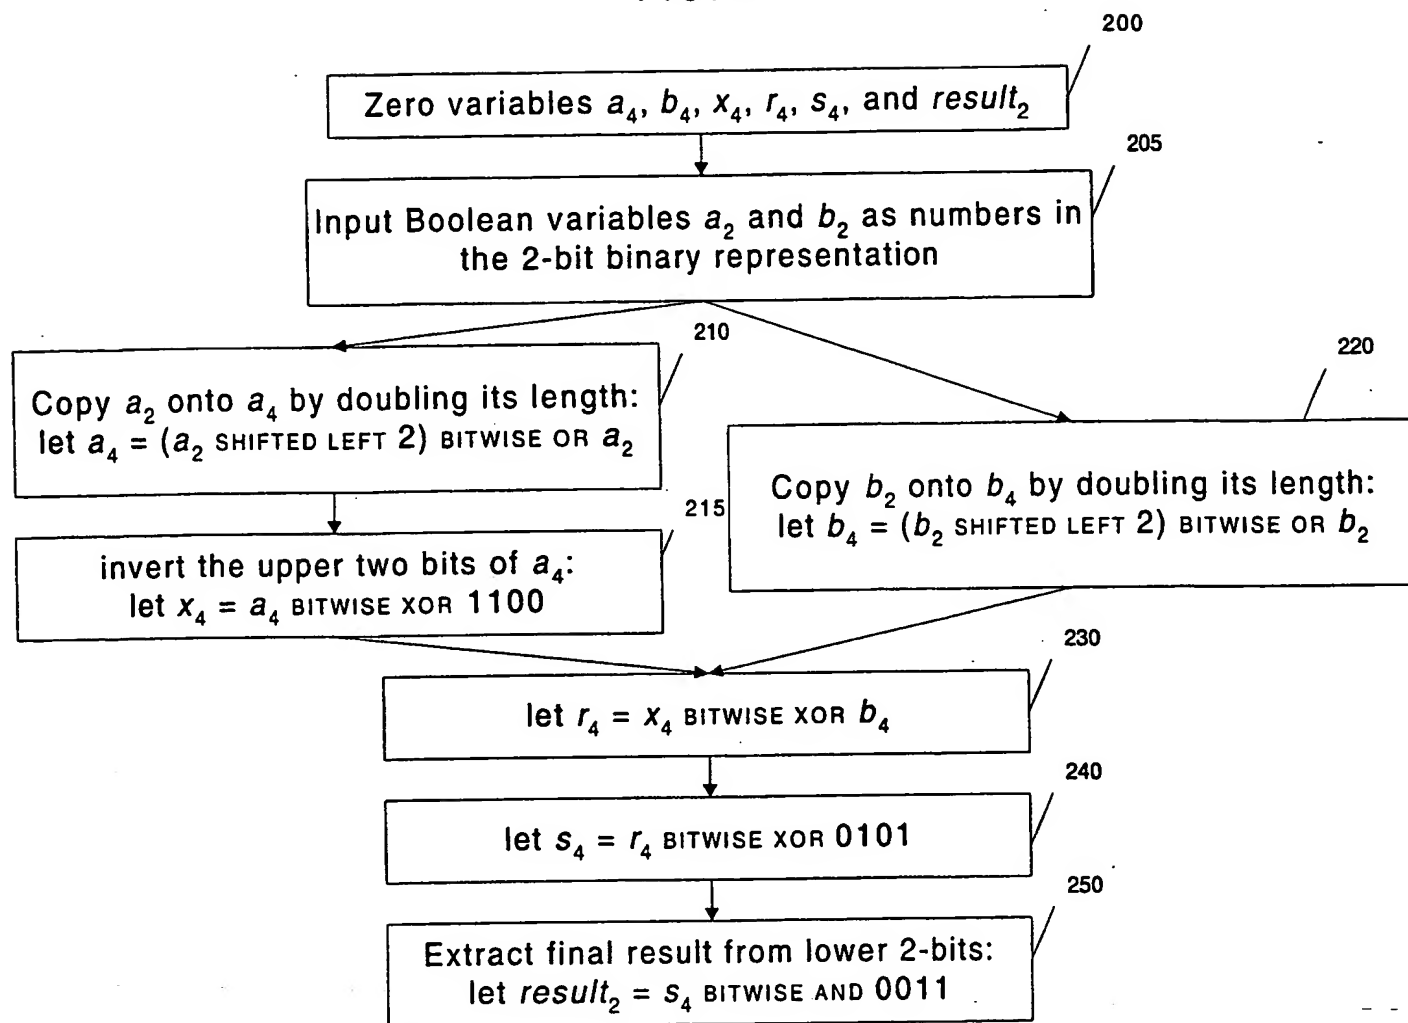 200
Zero variables a₄, b₄, x₄, r₄, s₄, and result₂
205
Input Boolean variables a₂ and b₂ as numbers in
the 2-bit binary representation
210
Copy a₂ onto a₄ by doubling its length:
let a₄ = (a₂ SHIFTED LEFT 2) BITWISE OR a₂
215
invert the upper two bits of a₄:
let x₄ = a₄ BITWISE XOR 1100
220
Copy b₂ onto b₄ by doubling its length:
let b₄ = (b₂ SHIFTED LEFT 2) BITWISE OR b₂
230
let r₄ = x₄ BITWISE XOR b₄
240
let s₄ = r₄ BITWISE XOR 0101
250
Extract final result from lower 2-bits:
let result₂ = s₄ BITWISE AND 0011